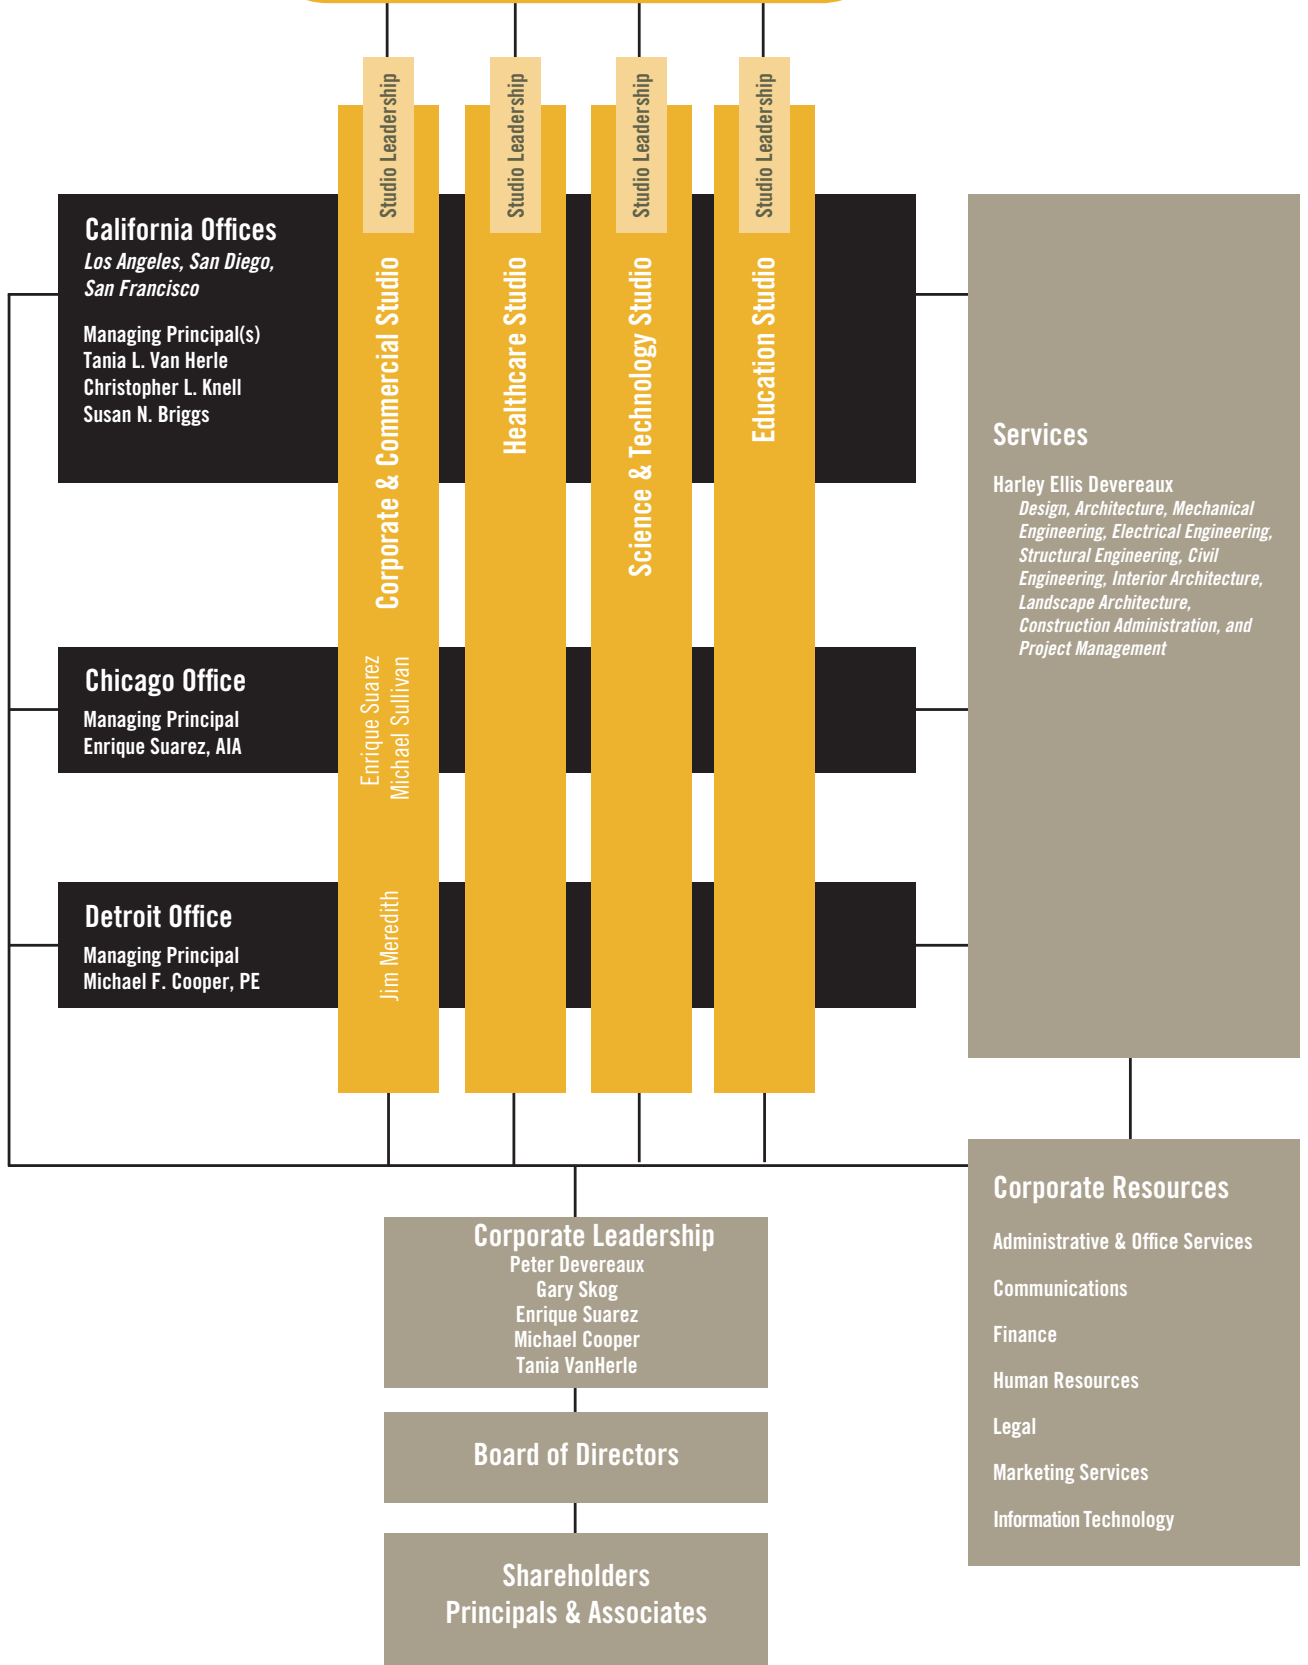 Studio Leadership
Studio Leadership
Studio Leadership
Studio Leadership
California Offices
Los Angeles, San Diego,
San Francisco
Managing Principal(s)
Tania L. Van Herle
Christopher L. Knell
Susan N. Briggs
Corporate & Commercial Studio
Healthcare Studio
Science & Technology Studio
Education Studio
Services
Harley Ellis Devereaux
Design, Architecture, Mechanical
Engineering, Electrical Engineering,
Structural Engineering, Civil
Engineering, Interior Architecture,
Landscape Architecture,
Construction Administration, and
Project Management
Chicago Office
Managing Principal
Enrique Suarez, AIA
Enrique Suarez
Michael Sullivan
Detroit Office
Managing Principal
Michael F. Cooper, PE
Jim Meredith
Corporate Leadership
Peter Devereaux
Gary Skog
Enrique Suarez
Michael Cooper
Tania VanHerle
Board of Directors
Shareholders
Principals & Associates
Corporate Resources
Administrative & Office Services
Communications
Finance
Human Resources
Legal
Marketing Services
Information Technology